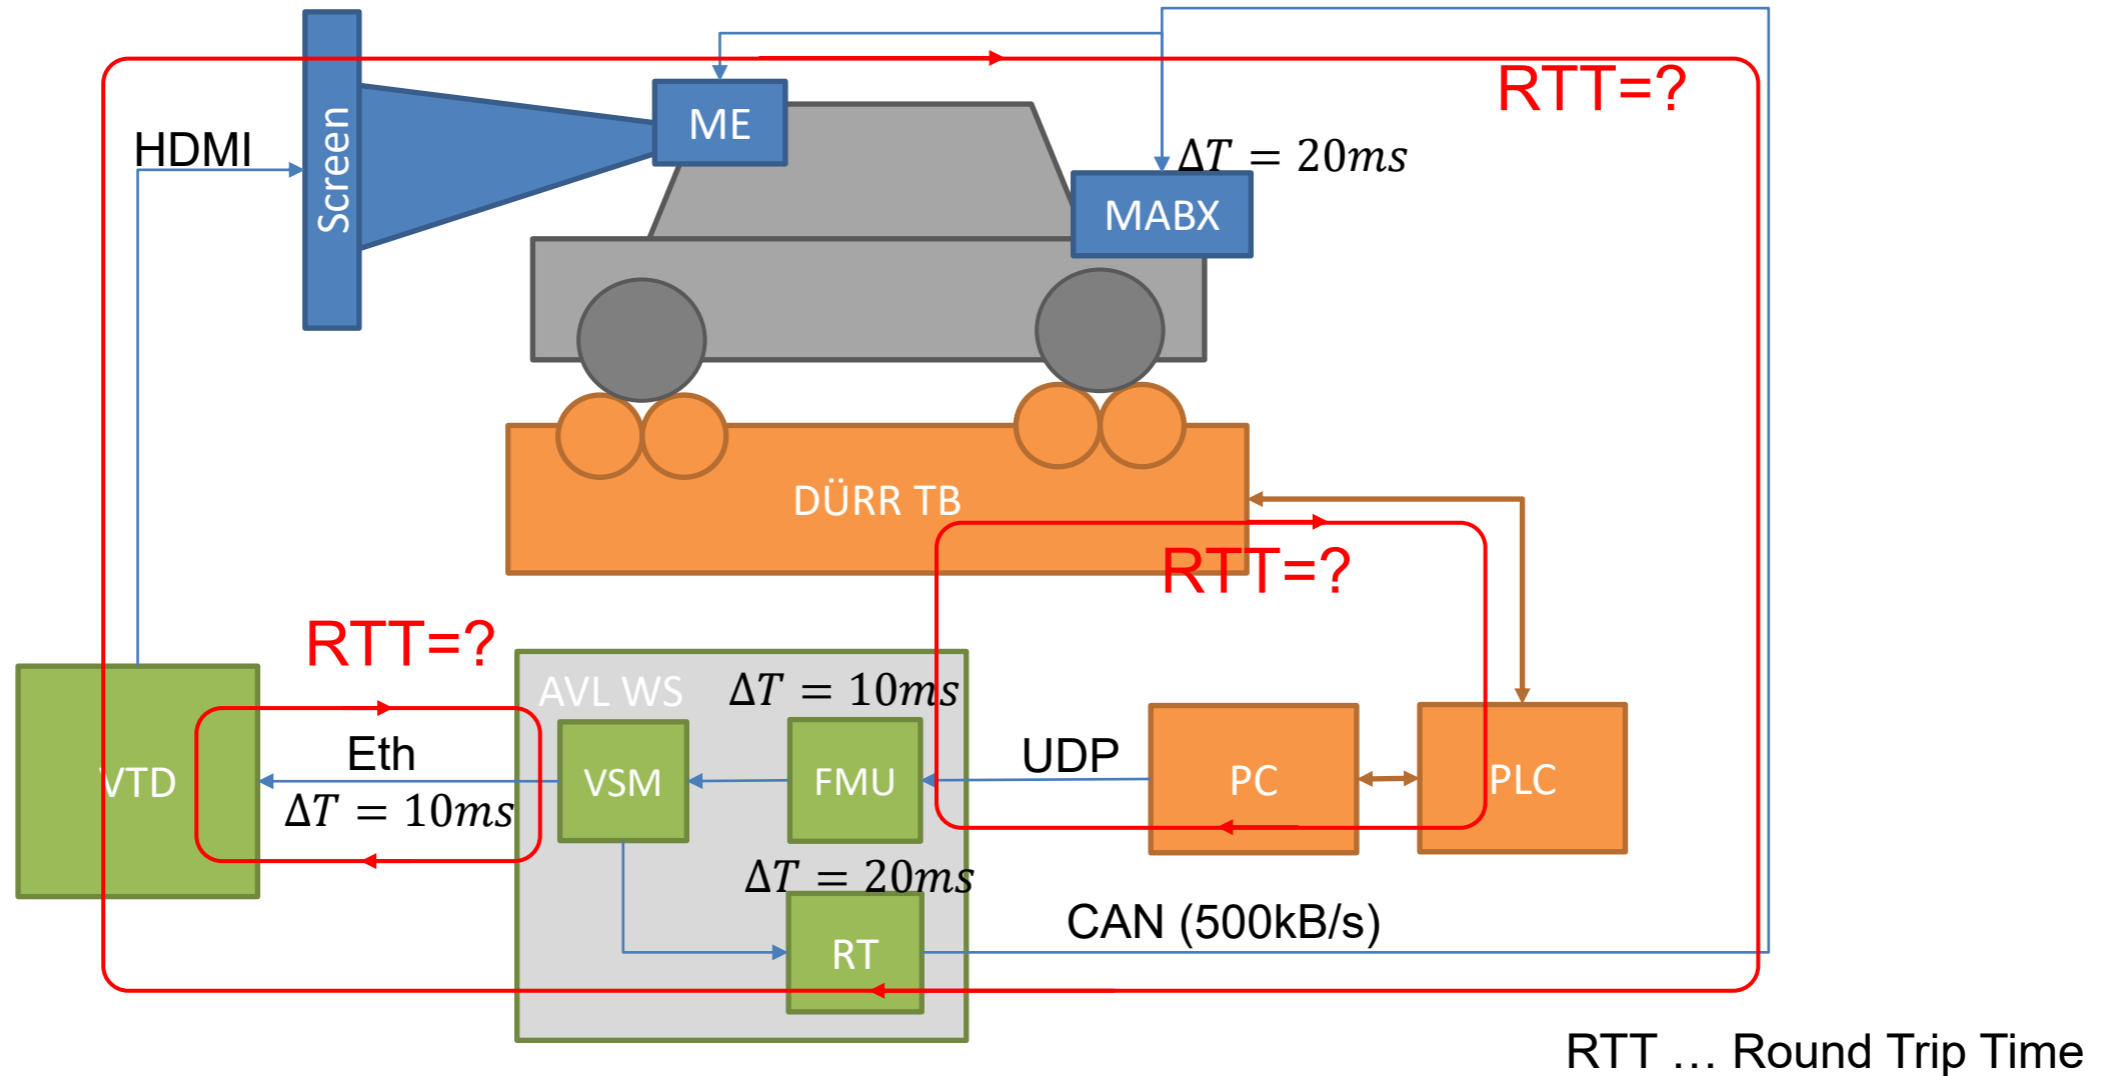 RTT=?
ME
HDMI
Screen
ΔT = 20ms
MABX
DÜRR TB
RTT=?
RTT=?
AVL WS
ΔT = 10ms
Eth
UDP
VTD
VSM
FMU
PC
PLC
ΔT = 10ms
ΔT = 20ms
CAN (500kB/s)
RT
RTT … Round Trip Time